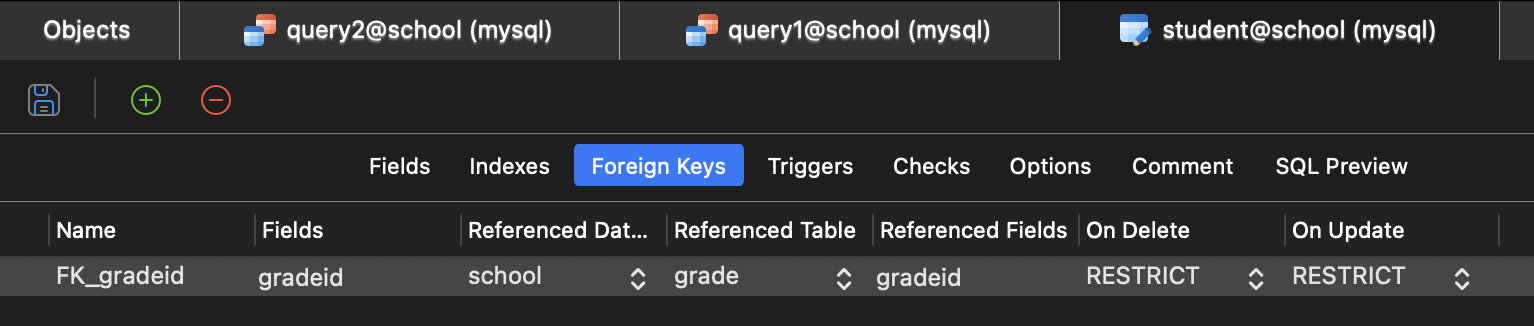 Objects query2@school (mysql) query1@school (mysql) student@school (mysql)
Fields Indexes Foreign Keys Triggers Checks Options Comment SQL Preview
Name Fields Referenced Dat... Referenced Table Referenced Fields On Delete On Update
FK_gradeid gradeid school grade gradeid RESTRICT RESTRICT